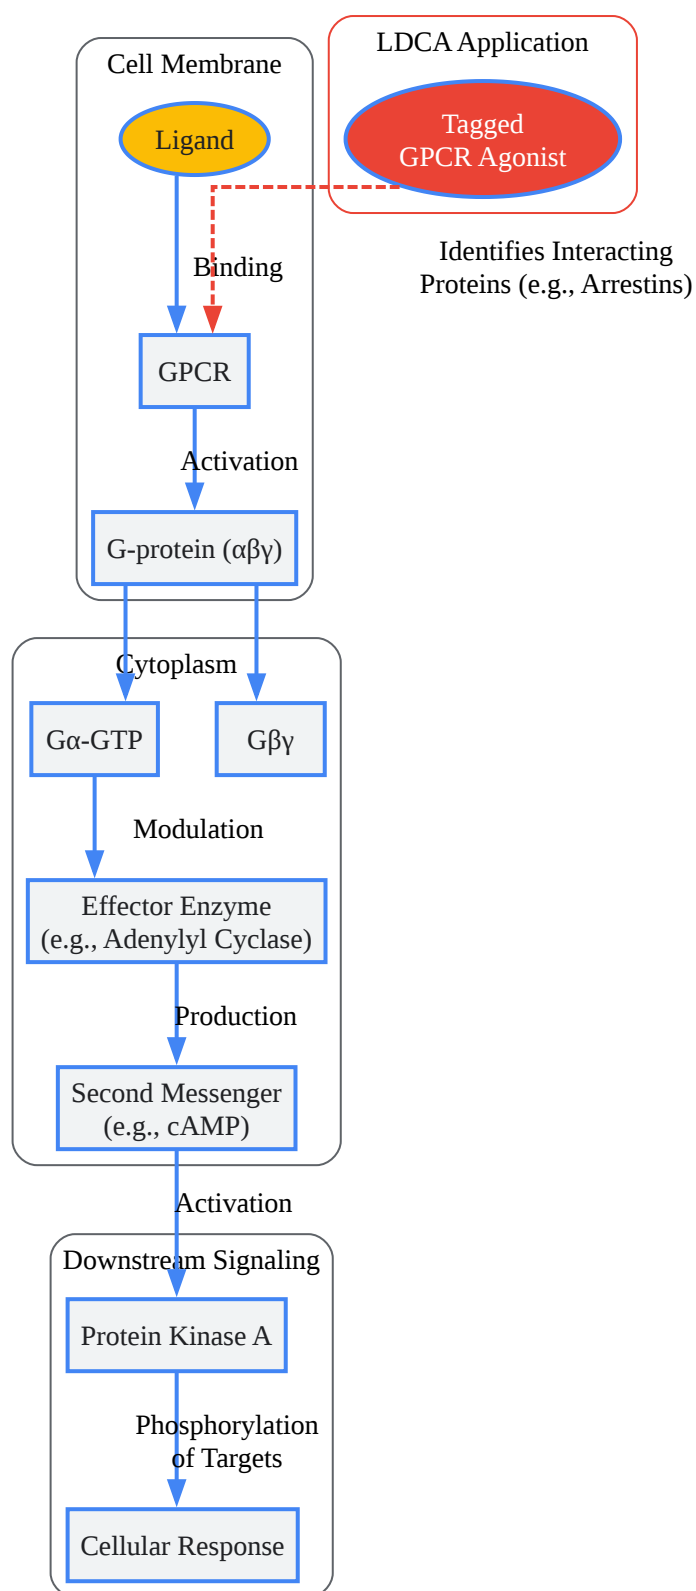 Cell Membrane
LDCA Application
Ligand
Tagged
GPCR Agonist
Binding
Identifies Interacting
Proteins (e.g., Arrestins)
GPCR
Activation
G-protein (αβγ)
Cytoplasm
Gα-GTP
Gβγ
Modulation
Effector Enzyme
(e.g., Adenylyl Cyclase)
Production
Second Messenger
(e.g., cAMP)
Activation
Downstream Signaling
Protein Kinase A
Phosphorylation
of Targets
Cellular Response